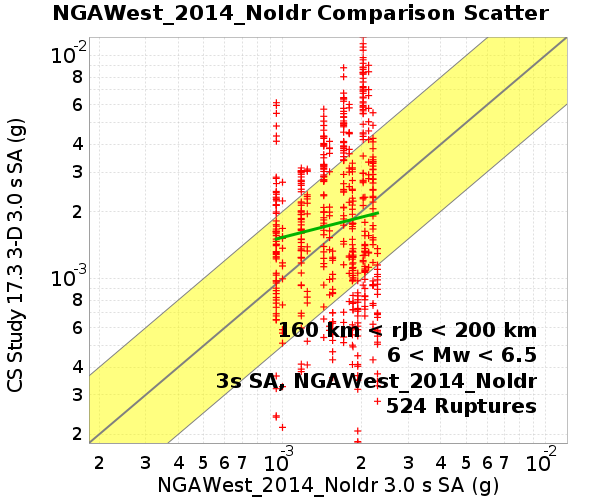 NGAWest_2014_NoIdr Comparison Scatter
CS Study 17.3 3-D 3.0 s SA (g)
10⁻²
8
6
4
3
2
10⁻³
8
6
4
3
2
160 km < rJB < 200 km
6 < Mw < 6.5
3s SA, NGAWest_2014_NoIdr
524 Ruptures
2 3 4 5 6 7 10⁻³ 2 3 4 5 6 7 10⁻²
NGAWest_2014_NoIdr 3.0 s SA (g)